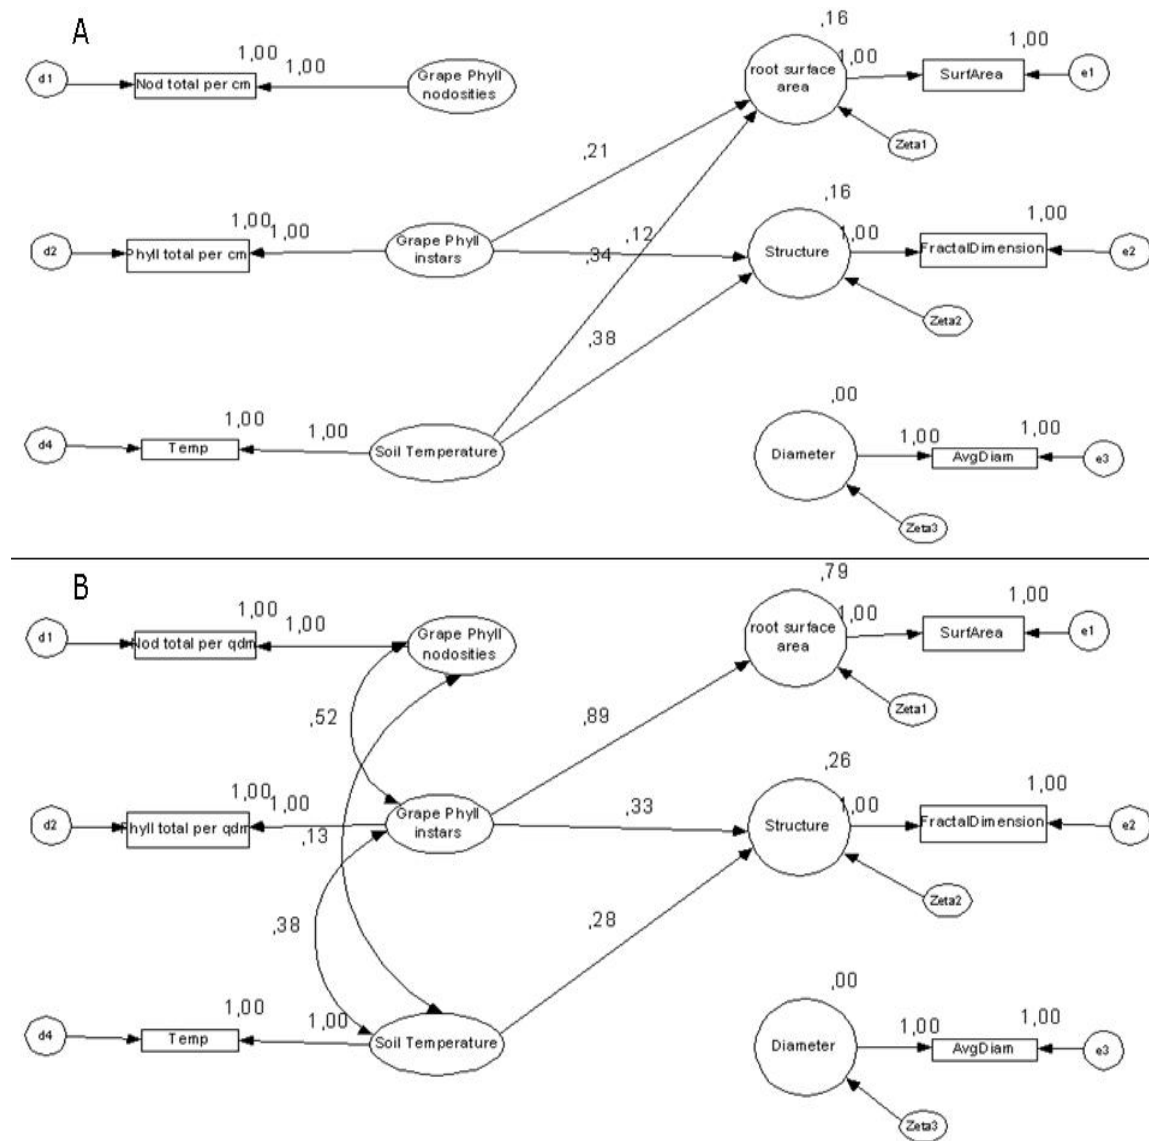 A
,16
1,00
1,00
1,00
1,00
1,00
d1
Nod total per cm
Grape Phyll
nodosities
root surface
area
SurfArea
e1
Zeta1
,21
,16
1,00
1,00
,12
1,00
1,00
d2
Phyll total per cm
Grape Phyll
instars
,34
Structure
FractalDimension
e2
Zeta2
,38
,00
1,00
1,00
1,00
1,00
d4
Temp
Soil Temperature
Diameter
AvgDiam
e3
Zeta3
B
,79
1,00
1,00
1,00
1,00
d1
Nod total per qdm
Grape Phyll
nodosities
root surface
area
SurfArea
e1
Zeta1
,52
,89
,26
1,00
1,00
,33
1,00
1,00
d2
Phyll total per qdm
Grape Phyll
instars
Structure
FractalDimension
e2
,13
Zeta2
,38
,28
,00
1,00
1,00
1,00
1,00
d4
Temp
Soil Temperature
Diameter
AvgDiam
e3
Zeta3